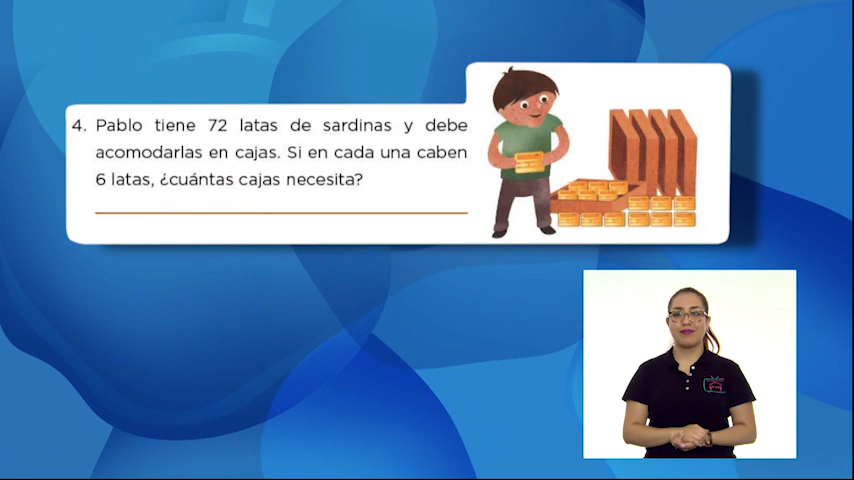 4. Pablo tiene 72 latas de sardinas y debe
acomodarlas en cajas. Si en cada una caben
6 latas, ¿cuántas cajas necesita?